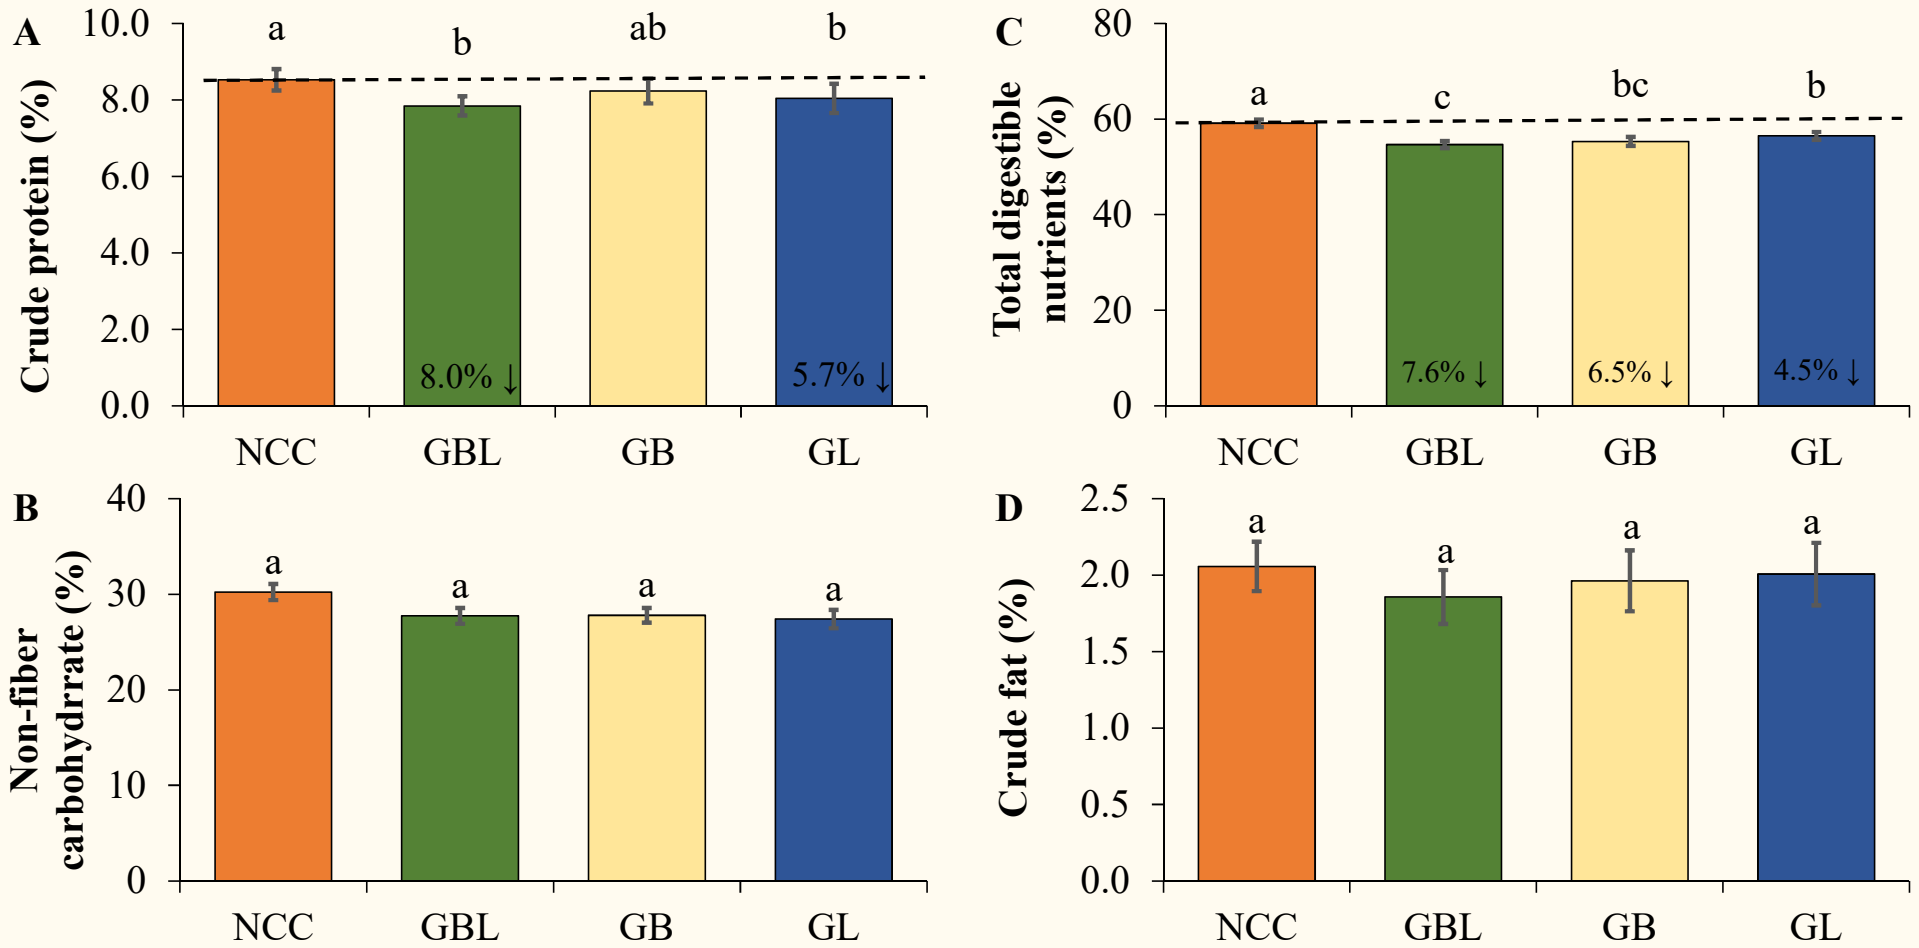 A
Crude protein (%)
10.0
8.0
6.0
4.0
2.0
0.0
a
b
ab
b
8.0% ↓
5.7% ↓
NCC GBL GB GL
C
Total digestible
nutrients (%)
80
60
40
20
0
a
c
bc
b
7.6% ↓
6.5% ↓
4.5% ↓
NCC GBL GB GL
B
Non-fiber
carbohydrrate (%)
40
30
20
10
0
a
a
a
a
NCC GBL GB GL
D
Crude fat (%)
2.5
2.0
1.5
1.0
0.5
0.0
a
a
a
a
NCC GBL GB GL